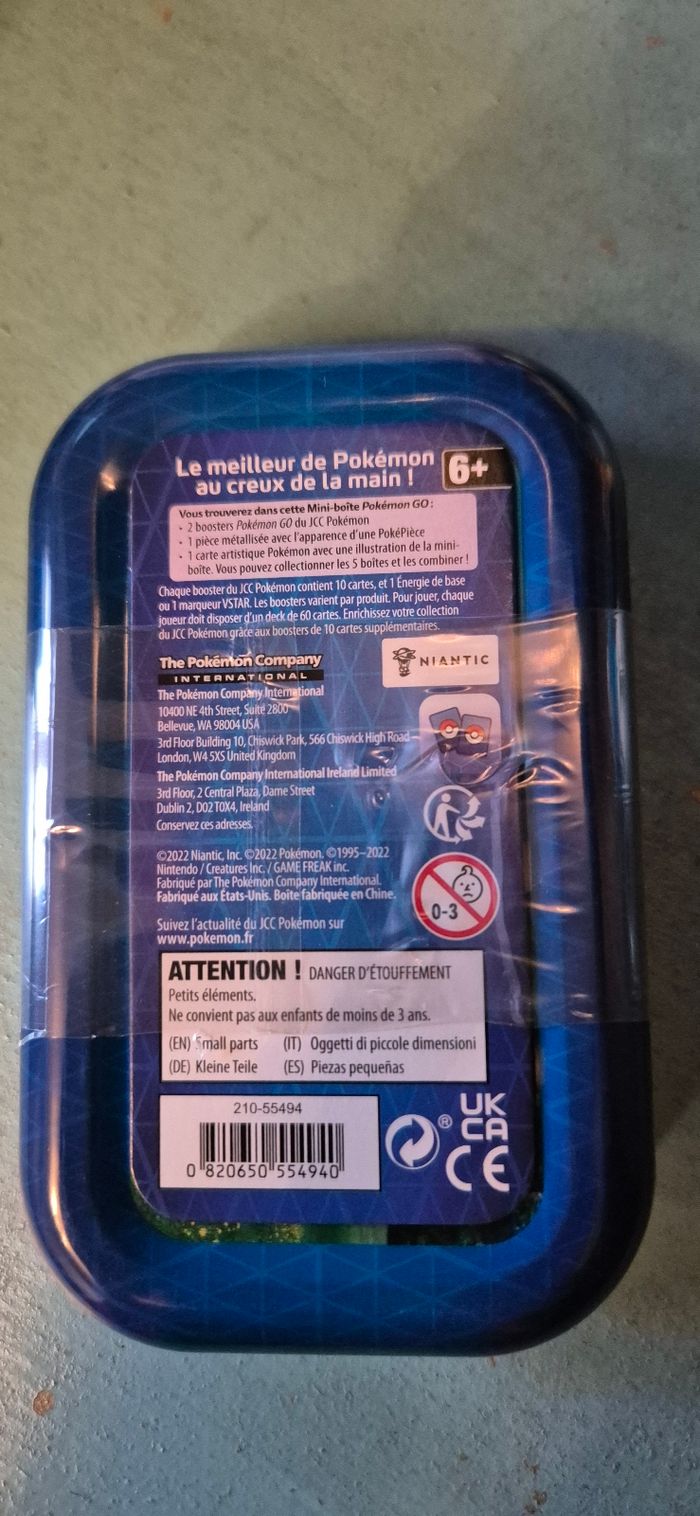 Le meilleur de Pokémon
au creux de la main !
6+
Vous trouverez dans cette Mini-boîte Pokémon GO :
• 2 boosters Pokémon GO du JCC Pokémon
• 1 pièce métallisée avec l'apparence d'une PokéPièce
• 1 carte artistique Pokémon avec une illustration de la mini-
boîte. Vous pouvez collectionner les 5 boîtes et les combiner !
Chaque booster du JCC Pokémon contient 10 cartes, et 1 Énergie de base
ou 1 marqueur VSTAR. Les boosters varient par produit. Pour jouer, chaque
joueur doit disposer d'un deck de 60 cartes. Enrichissez votre collection
du JCC Pokémon grâce aux boosters de 10 cartes supplémentaires.
The Pokémon Company
INTERNATIONAL
NIANTIC
The Pokémon Company International
10400 NE 4th Street, Suite 2800
Bellevue, WA 98004 USA
3rd Floor Building 10, Chiswick Park, 566 Chiswick High Road
London, W4 5XS United Kingdom
The Pokémon Company International Ireland Limited
3rd Floor, 2 Central Plaza, Dame Street
Dublin 2, D02 T0X4, Ireland
Conservez ces adresses.
©2022 Niantic, Inc. ©2022 Pokémon. ©1995–2022
Nintendo / Creatures Inc. / GAME FREAK inc.
Fabriqué par The Pokémon Company International.
Fabriqué aux États-Unis. Boîte fabriquée en Chine.
0-3
Suivez l'actualité du JCC Pokémon sur
www.pokemon.fr
ATTENTION ! DANGER D'ÉTOUFFEMENT
Petits éléments.
Ne convient pas aux enfants de moins de 3 ans.
(EN) Small parts (IT) Oggetti di piccole dimensioni
(DE) Kleine Teile (ES) Piezas pequeñas
210-55494
0 820650 554940
®
UK
CA
CE